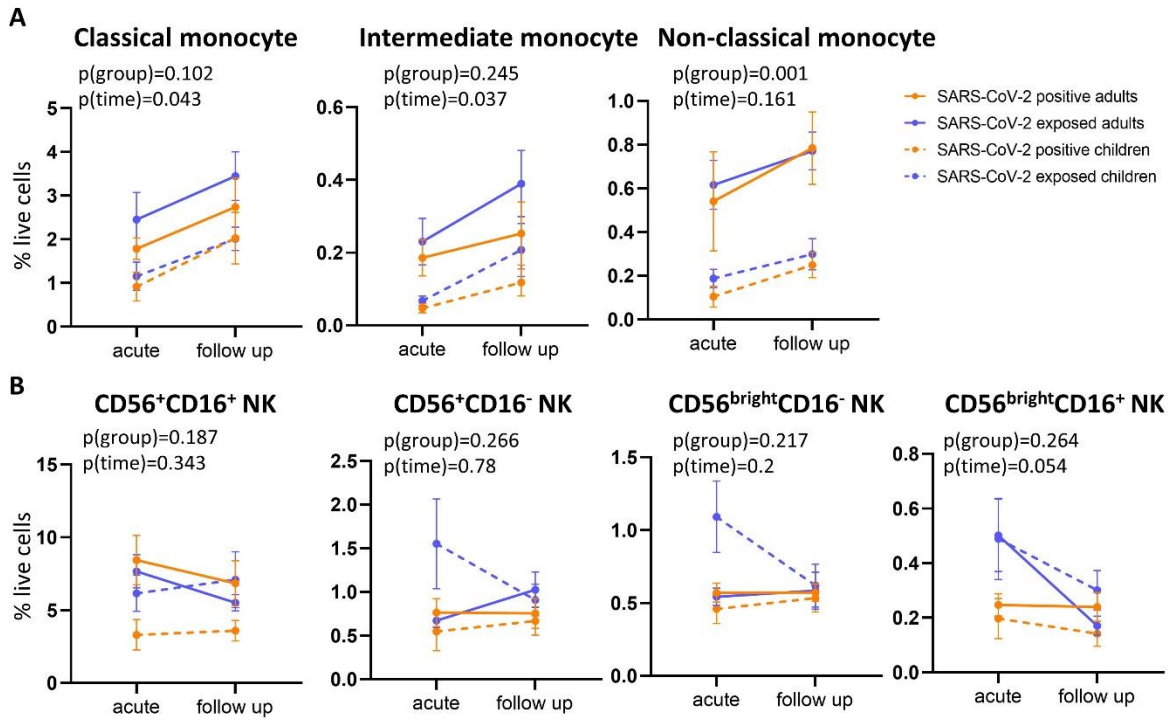 A
Classical monocyte
p(group)=0.102
p(time)=0.043
% live cells
5
4
3
2
1
0
acute follow up
Intermediate monocyte
p(group)=0.245
p(time)=0.037
0.6
0.4
0.2
0.0
acute follow up
Non-classical monocyte
p(group)=0.001
p(time)=0.161
1.0
0.8
0.6
0.4
0.2
0.0
acute follow up
SARS-CoV-2 positive adults
SARS-CoV-2 exposed adults
SARS-CoV-2 positive children
SARS-CoV-2 exposed children
B
CD56⁺CD16⁺ NK
p(group)=0.187
p(time)=0.343
% live cells
15
10
5
0
acute follow up
CD56⁺CD16⁻ NK
p(group)=0.266
p(time)=0.78
2.5
2.0
1.5
1.0
0.5
0.0
acute follow up
CD56ᵇʳⁱᵍʰᵗCD16⁻ NK
p(group)=0.217
p(time)=0.2
1.5
1.0
0.5
0.0
acute follow up
CD56ᵇʳⁱᵍʰᵗCD16⁺ NK
p(group)=0.264
p(time)=0.054
0.8
0.6
0.4
0.2
0.0
acute follow up